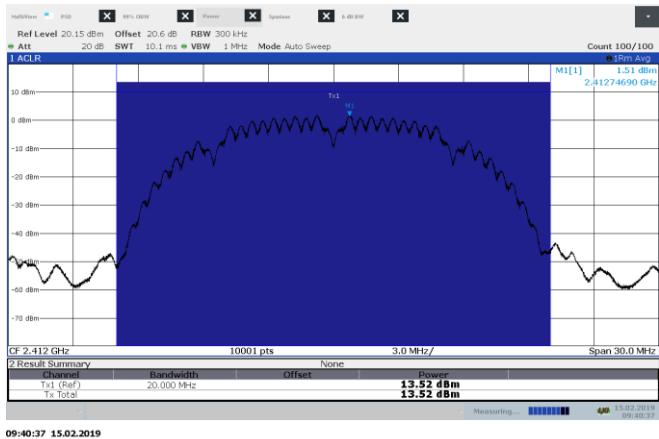 MultiView PSD 99% OBW Power Spurious 6 dB BW
Ref Level 20.15 dBm Offset 20.6 dB RBW 300 kHz
Att 20 dB SWT 10.1 ms VBW 1 MHz Mode Auto Sweep Count 100/100
1 ACLR 1Rm Avg
M1[1] 1.51 dBm
2.41274690 GHz
10 dBm
Tx1
M1
0 dBm
-10 dBm
-20 dBm
-30 dBm
-40 dBm
-50 dBm
-60 dBm
-70 dBm
CF 2.412 GHz 10001 pts 3.0 MHz/ Span 30.0 MHz
2 Result Summary None
Channel Bandwidth Offset Power
Tx1 (Ref) 20.000 MHz 13.52 dBm
Tx Total 13.52 dBm
Measuring... 15.02.2019
09:40:37
09:40:37 15.02.2019